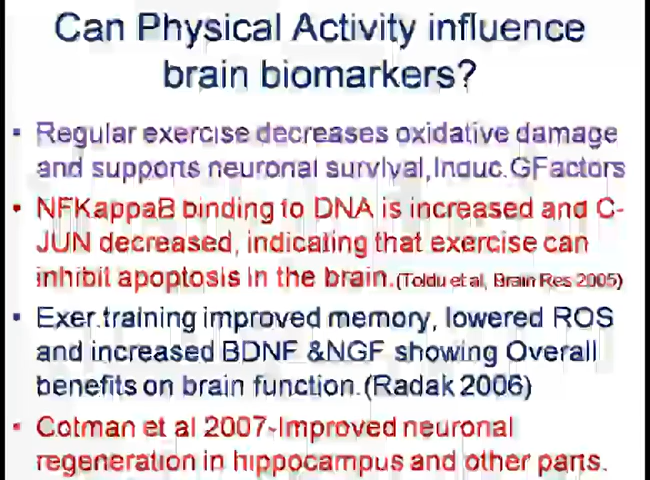 Can Physical Activity influence
brain biomarkers?
• Regular exercise decreases oxidative damage
and supports neuronal survival,Induc.GFactors
• NFKappaB binding to DNA is increased and C-
JUN decreased, indicating that exercise can
inhibit apoptosis in the brain.(Toldu et al, Brain Res 2005)
• Exer.training improved memory, lowered ROS
and increased BDNF &NGF showing Overall
benefits on brain function.(Radak 2006)
• Cotman et al 2007-Improved neuronal
regeneration in hippocampus and other parts.